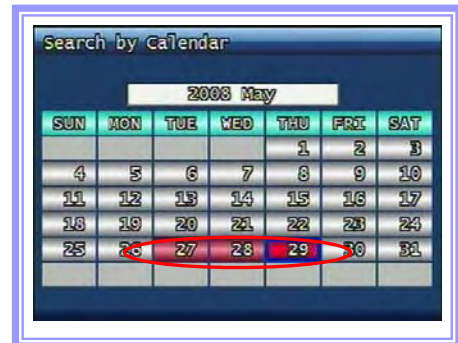 Search by Calendar
2008 May
SUN MON TUE WED THU FRI SAT
1 2 3
4 5 6 7 8 9 10
11 12 13 14 15 16 17
18 19 20 21 22 23 24
25 26 27 28 29 30 31